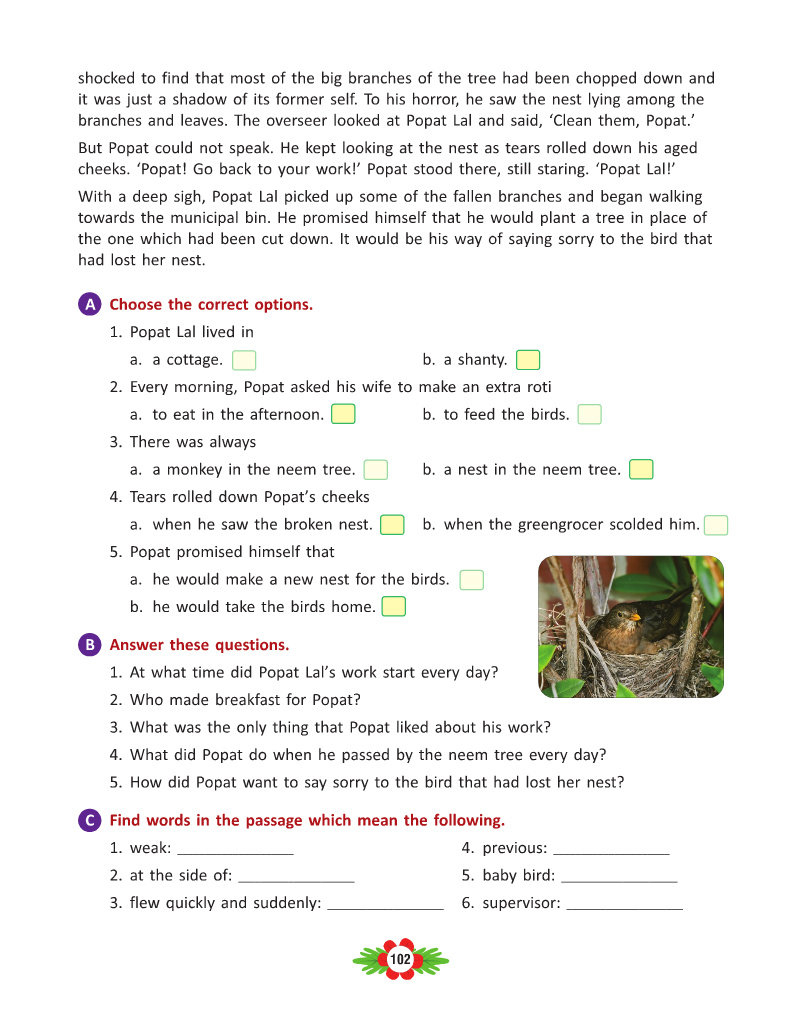 shocked to find that most of the big branches of the tree had been chopped down and
it was just a shadow of its former self. To his horror, he saw the nest lying among the
branches and leaves. The overseer looked at Popat Lal and said, ‘Clean them, Popat.’
But Popat could not speak. He kept looking at the nest as tears rolled down his aged
cheeks. ‘Popat! Go back to your work!’ Popat stood there, still staring. ‘Popat Lal!’
With a deep sigh, Popat Lal picked up some of the fallen branches and began walking
towards the municipal bin. He promised himself that he would plant a tree in place of
the one which had been cut down. It would be his way of saying sorry to the bird that
had lost her nest.
A Choose the correct options.
1. Popat Lal lived in
a. a cottage. b. a shanty.
2. Every morning, Popat asked his wife to make an extra roti
a. to eat in the afternoon. b. to feed the birds.
3. There was always
a. a monkey in the neem tree. b. a nest in the neem tree.
4. Tears rolled down Popat’s cheeks
a. when he saw the broken nest. b. when the greengrocer scolded him.
5. Popat promised himself that
a. he would make a new nest for the birds.
b. he would take the birds home.
B Answer these questions.
1. At what time did Popat Lal’s work start every day?
2. Who made breakfast for Popat?
3. What was the only thing that Popat liked about his work?
4. What did Popat do when he passed by the neem tree every day?
5. How did Popat want to say sorry to the bird that had lost her nest?
C Find words in the passage which mean the following.
1. weak: ______________ 4. previous: ______________
2. at the side of: ______________ 5. baby bird: ______________
3. flew quickly and suddenly: ______________ 6. supervisor: ______________
102